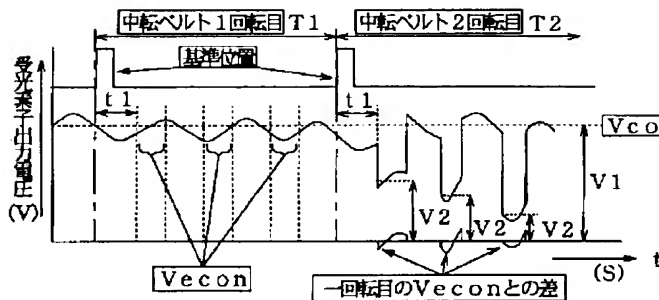 中転ベルト1回転目 T1
中転ベルト2回転目 T2
基準位置
受光素子出力電圧
(V)
t1
t1
Vco
V1
V2
V2
V2
Vecon
一回転目のVeconとの差
(S)
t